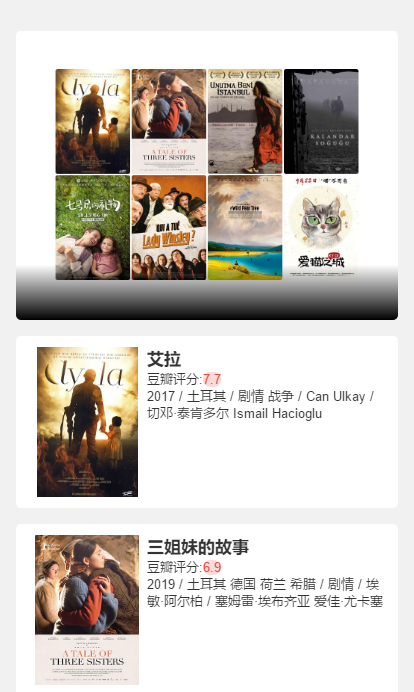 Ayla
A TALE OF
THREE SISTERS
UNUTMA BENİ
İSTANBUL
KALANDAR
SOĞUĞU
七号房的礼物
QUI A TUÉ
LADY WINSLEY?
THE WILD PEAR TREE
爱猫之城
艾拉
豆瓣评分:7.7
2017 / 土耳其 / 剧情 战争 / Can Ulkay /
切邓·泰肯多尔 Ismail Hacioglu
Ayla
三姐妹的故事
豆瓣评分:6.9
2019 / 土耳其 德国 荷兰 希腊 / 剧情 / 埃
敏·阿尔柏 / 塞姆雷·埃布齐亚 爱佳·尤卡塞
A TALE OF
THREE SISTERS